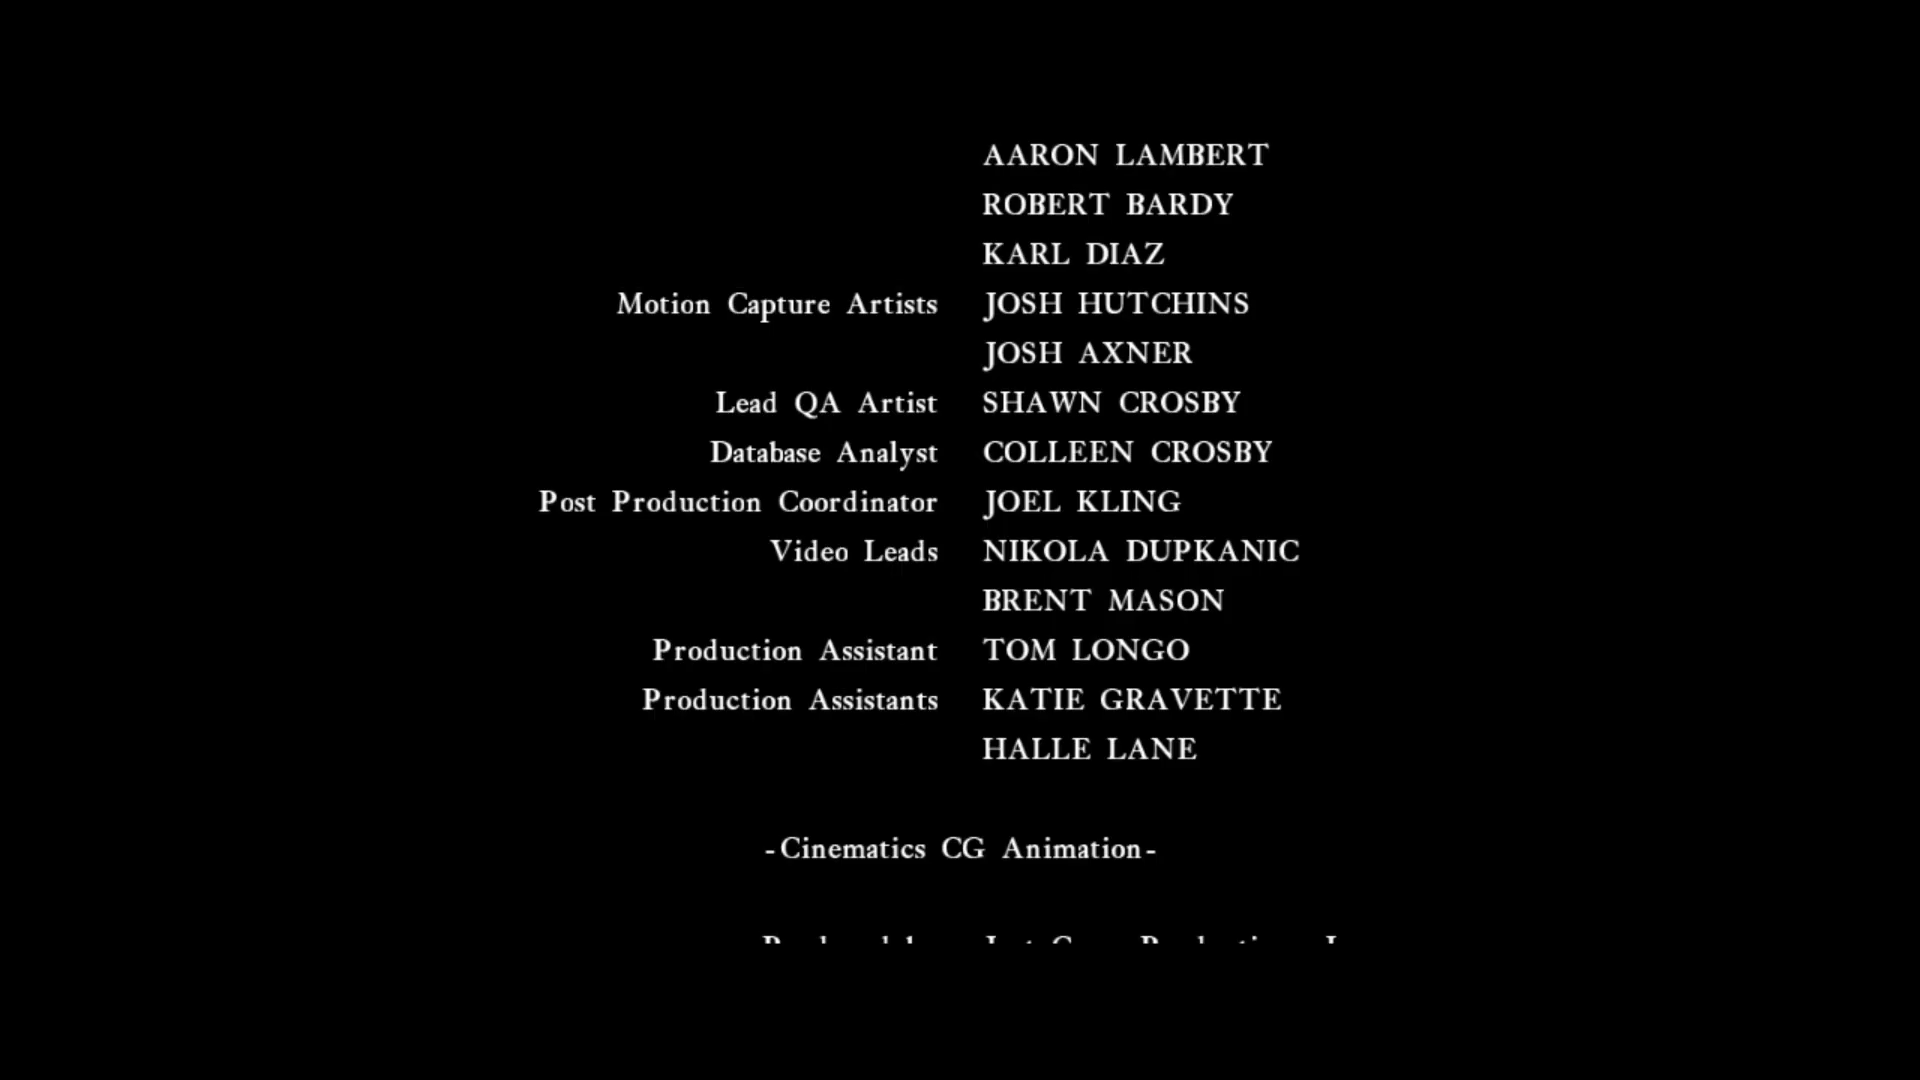 AARON LAMBERT
ROBERT BARDY
KARL DIAZ
Motion Capture Artists JOSH HUTCHINS
JOSH AXNER
Lead QA Artist SHAWN CROSBY
Database Analyst COLLEEN CROSBY
Post Production Coordinator JOEL KLING
Video Leads NIKOLA DUPKANIC
BRENT MASON
Production Assistant TOM LONGO
Production Assistants KATIE GRAVETTE
HALLE LANE
-Cinematics CG Animation-